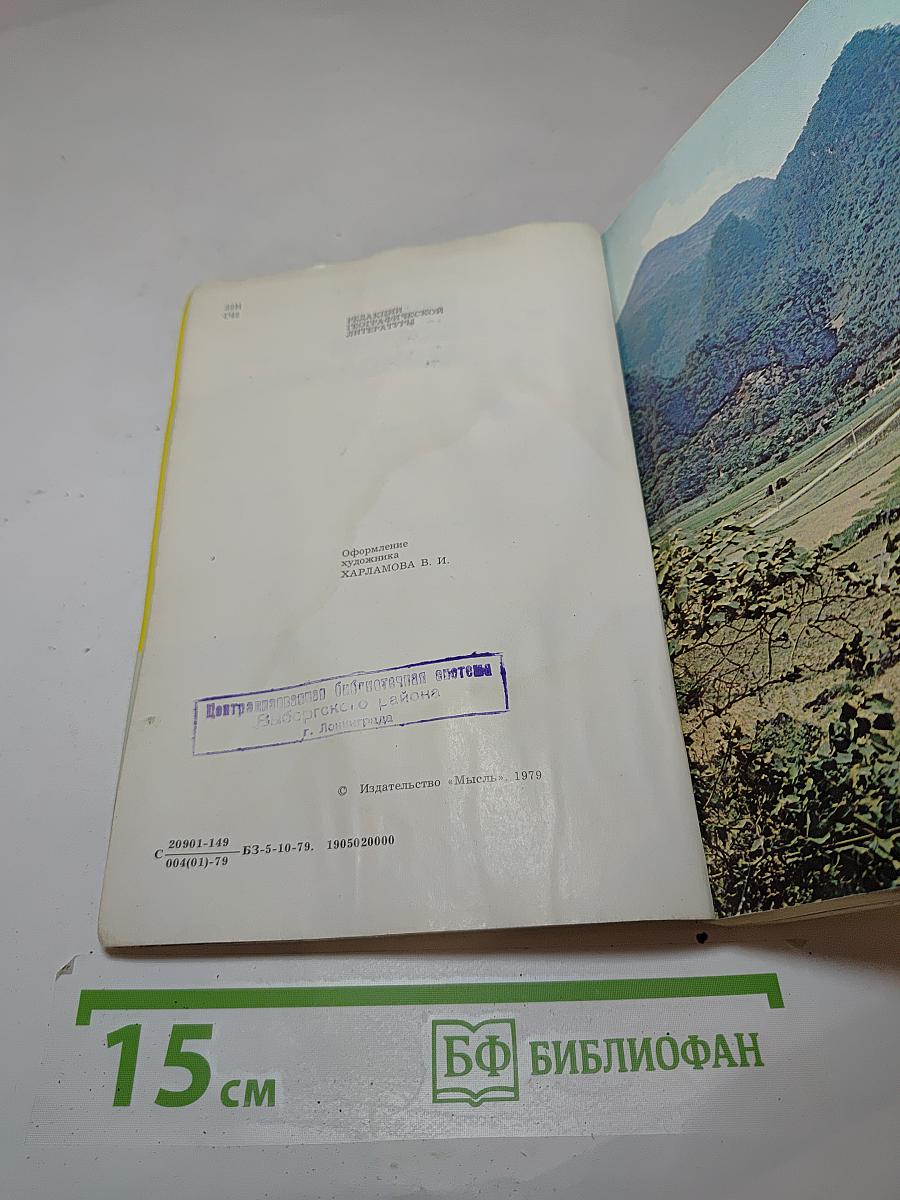 РЕДАКЦИИ
ГЕОГРАФИЧЕСКОЙ
ЛИТЕРАТУРЫ
Оформление
художника
ХАРЛАМОВА В. И.
Централизованная библиотечная система
Выборгского района
г. Ленинграда
© Издательство «Мысль». 1979
С 20901-149
004(01)-79 БЗ-5-10-79. 1905020000
15 см
БФ БИБЛИОФАН